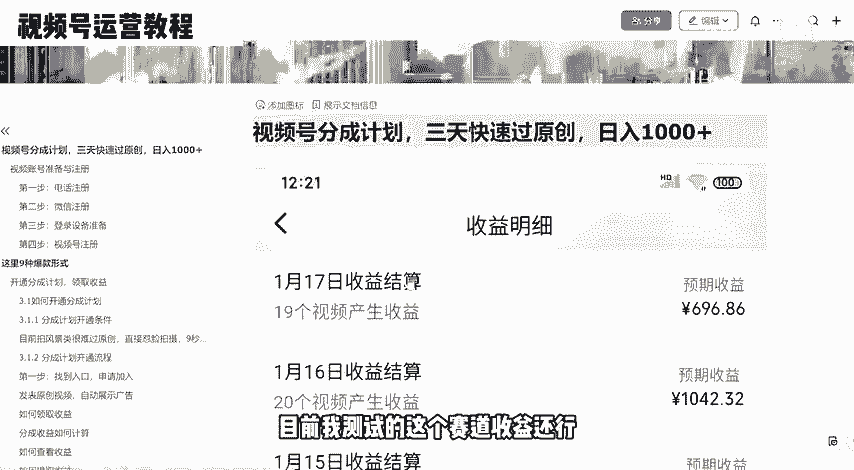 视频号运营教程
分享
编辑
添加图标 展示文档信息
视频号分成计划，三天快速过原创，日入1000+
视频号分成计划，三天快速过原创，日入1000+
视频账号准备与注册
第一步：电话注册
第二步：微信注册
第三步：登录设备准备
第四步：视频号注册
这里9种爆款形式
开通分成计划，领取收益
3.1如何开通分成计划
3.1.1 分成计划开通条件
目前拍风景类很难过原创，直接怼脸拍摄，9秒...
3.1.2 分成计划开通流程
第一步：找到入口，申请加入
发表原创视频，自动展示广告
如何领取收益
分成收益如何计算
如何查看收益
12:21
HD
100
收益明细
1月17日收益结算
预期收益
19个视频产生收益
¥696.86
1月16日收益结算
预期收益
20个视频产生收益
¥1042.32
目前我测试的这个赛道收益还行
1月15日收益结算
预期收益